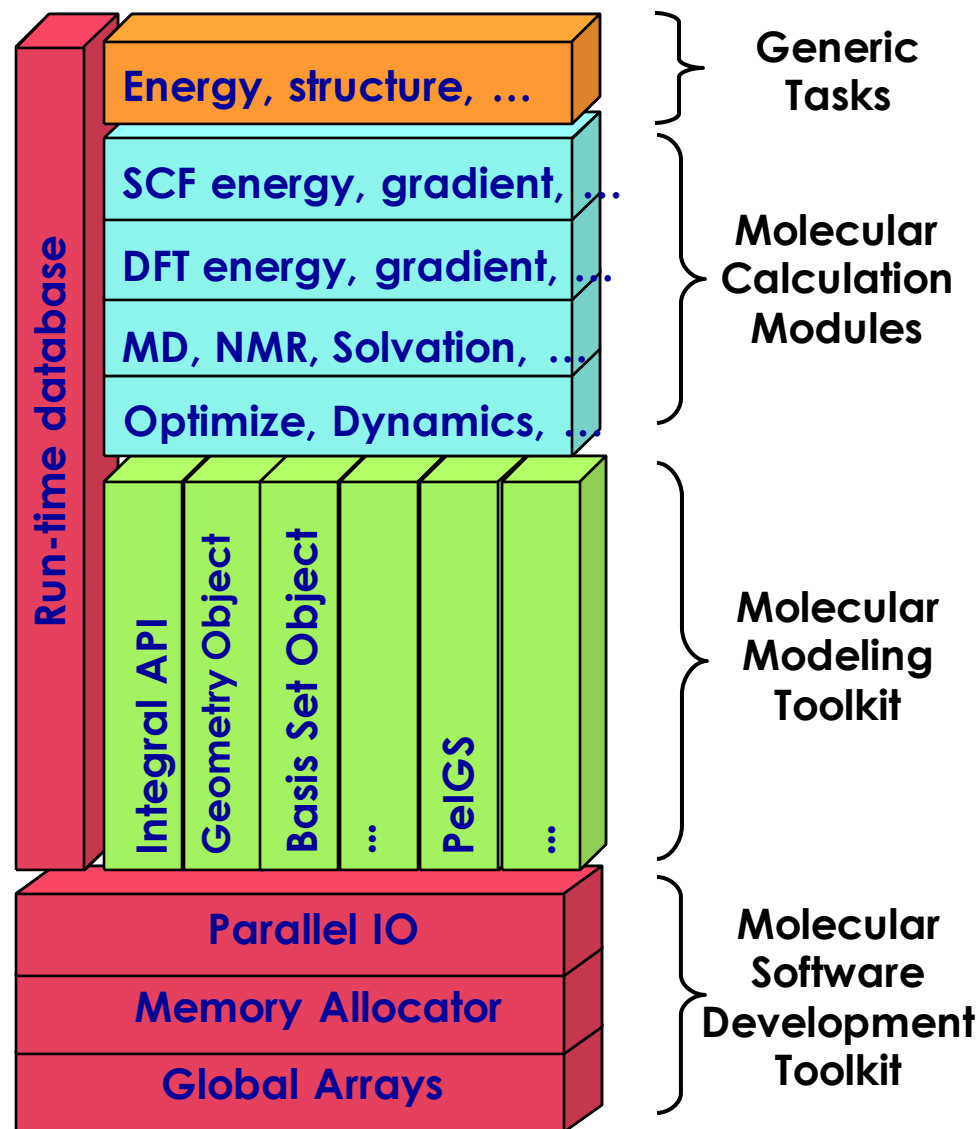 Run-time database
Energy, structure, …
SCF energy, gradient, …
DFT energy, gradient, …
MD, NMR, Solvation, …
Optimize, Dynamics, …
Integral API
Geometry Object
Basis Set Object
...
PeIGS
...
Parallel IO
Memory Allocator
Global Arrays
Generic
Tasks
Molecular
Calculation
Modules
Molecular
Modeling
Toolkit
Molecular
Software
Development
Toolkit